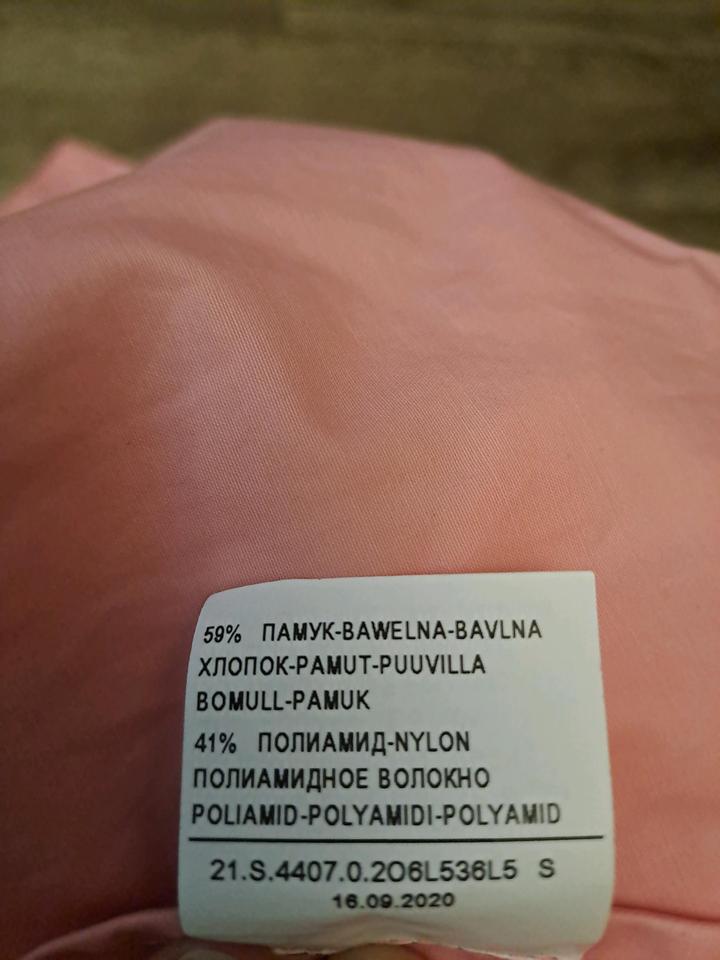 59% ПАМУК-BAWELNA-BAVLNA
ХЛОПОК-PAMUT-PUUVILLA
BOMULL-PAMUK
41% ПОЛИАМИД-NYLON
ПОЛИАМИДНОЕ ВОЛОКНО
POLIAMID-POLYAMIDI-POLYAMID
21.S.4407.0.2O6L536L5 S
16.09.2020